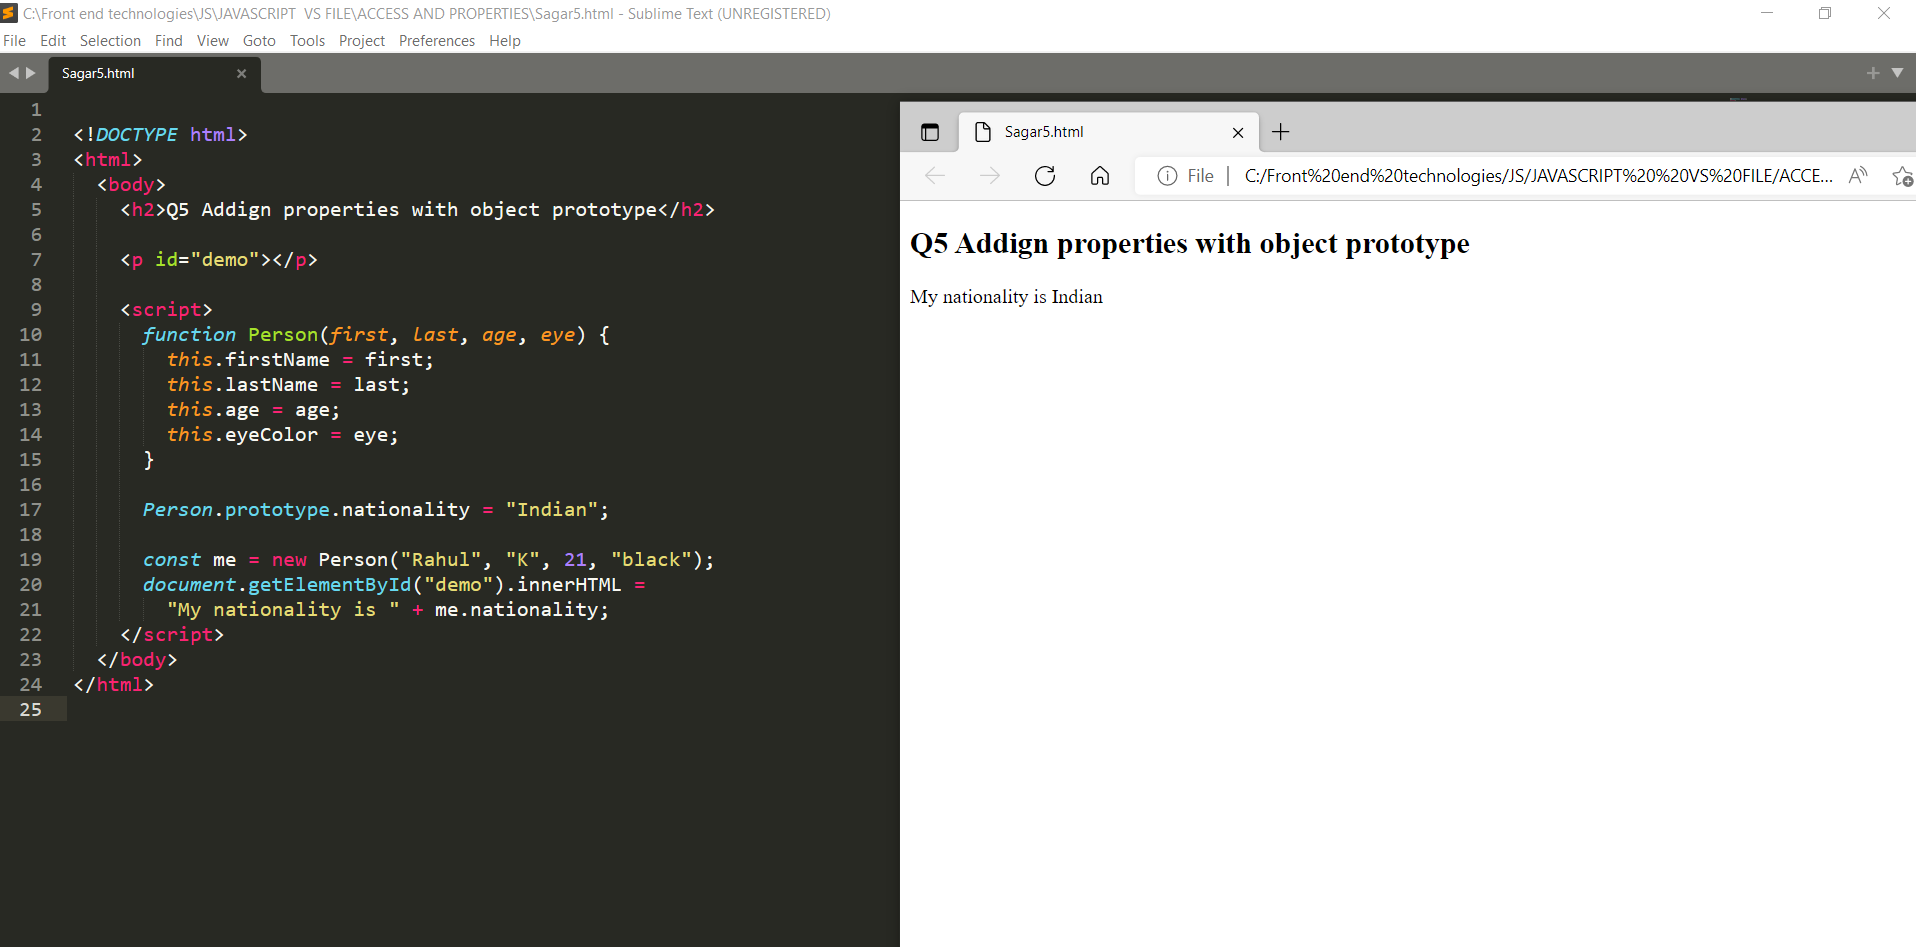 C:\Front end technologies\JS\JAVASCRIPT  VS FILE\ACCESS AND PROPERTIES\Sagar5.html - Sublime Text (UNREGISTERED)
File Edit Selection Find View Goto Tools Project Preferences Help
Sagar5.html
1
2 <!DOCTYPE html>
3 <html>
4   <body>
5     <h2>Q5 Addign properties with object prototype</h2>
6
7     <p id="demo"></p>
8
9     <script>
10       function Person(first, last, age, eye) {
11         this.firstName = first;
12         this.lastName = last;
13         this.age = age;
14         this.eyeColor = eye;
15       }
16
17       Person.prototype.nationality = "Indian";
18
19       const me = new Person("Rahul", "K", 21, "black");
20       document.getElementById("demo").innerHTML =
21         "My nationality is " + me.nationality;
22     </script>
23   </body>
24 </html>
25
Sagar5.html
File | C:/Front%20end%20technologies/JS/JAVASCRIPT%20%20VS%20FILE/ACCE...
Q5 Addign properties with object prototype
My nationality is Indian